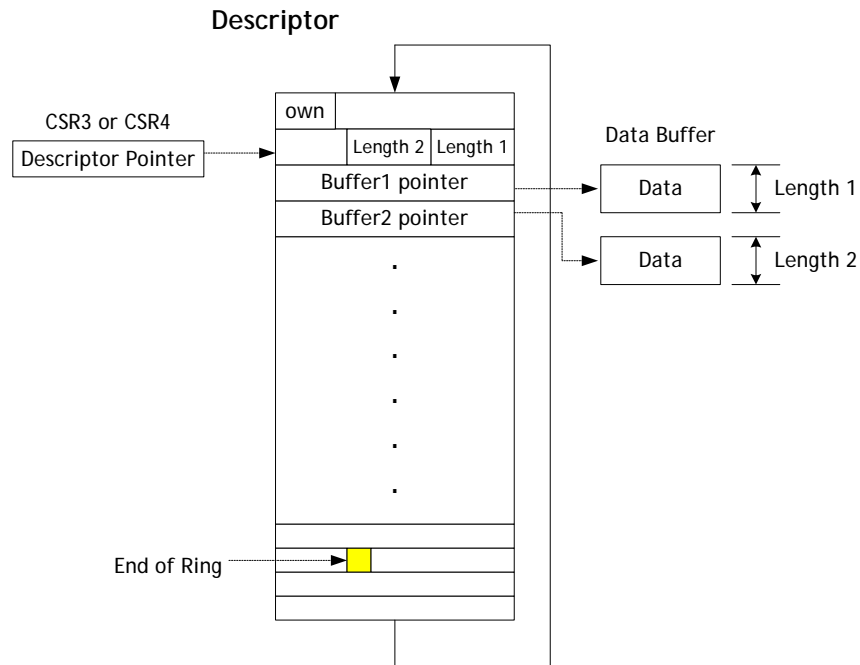 Descriptor
own
CSR3 or CSR4
Descriptor Pointer
Length 2
Length 1
Buffer1 pointer
Buffer2 pointer
Data Buffer
Data
Length 1
Data
Length 2
End of Ring